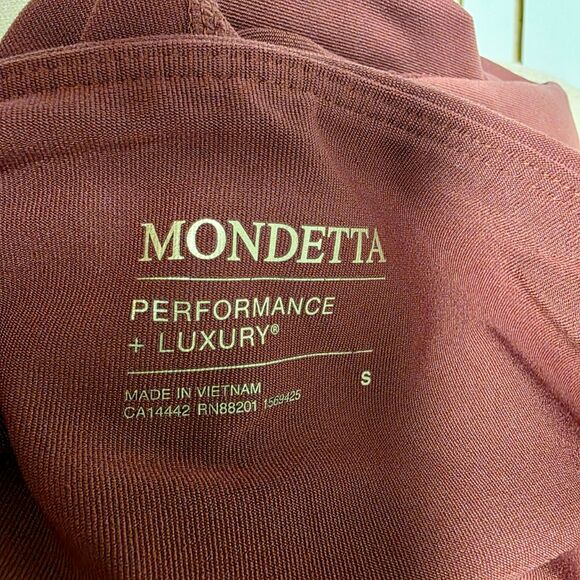 MONDETTA
PERFORMANCE
+ LUXURY®
S
MADE IN VIETNAM
CA14442 RN88201 1569425